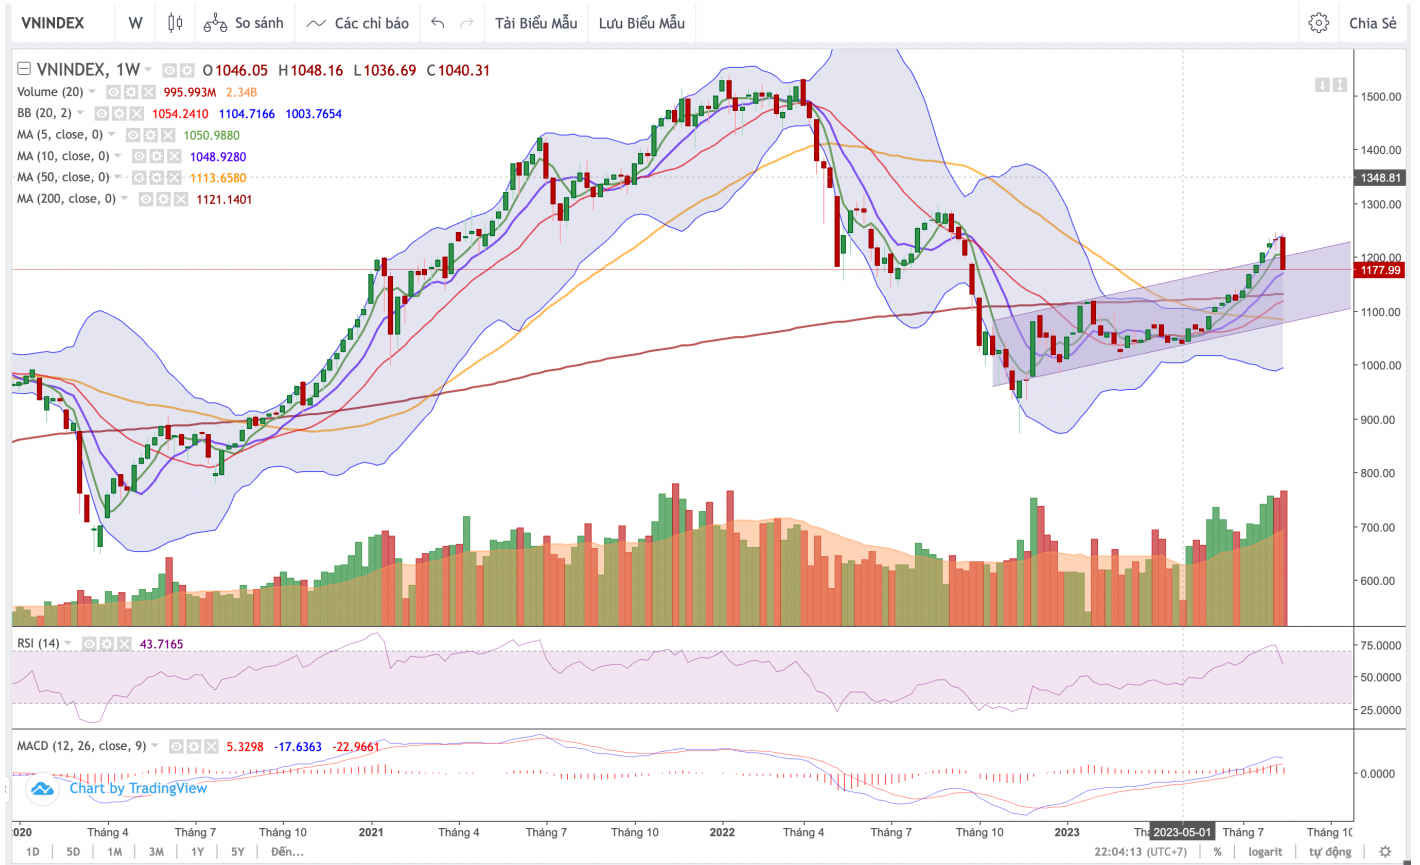 VNINDEX W So sánh Các chỉ báo Tải Biểu Mẫu Lưu Biểu Mẫu Chia Sẻ
VNINDEX, 1W O 1046.05 H 1048.16 L 1036.69 C 1040.31
Volume (20) 995.993M 2.34B
BB (20, 2) 1054.2410 1104.7166 1003.7654
MA (5, close, 0) 1050.9880
MA (10, close, 0) 1048.9280
MA (50, close, 0) 1113.6580
MA (200, close, 0) 1121.1401
1500.00
1400.00
1348.81
1300.00
1200.00
1177.99
1100.00
1000.00
900.00
800.00
700.00
600.00
RSI (14) 43.7165
75.0000
50.0000
25.0000
MACD (12, 26, close, 9) 5.3298 -17.6363 -22.9661
0.0000
Chart by TradingView
2020 Tháng 4 Tháng 7 Tháng 10 2021 Tháng 4 Tháng 7 Tháng 10 2022 Tháng 4 Tháng 7 Tháng 10 2023 2023-05-01 Tháng 7 Tháng 10
1D 5D 1M 3M 1Y 5Y Đến... 22:04:13 (UTC+7) % logarit tự động